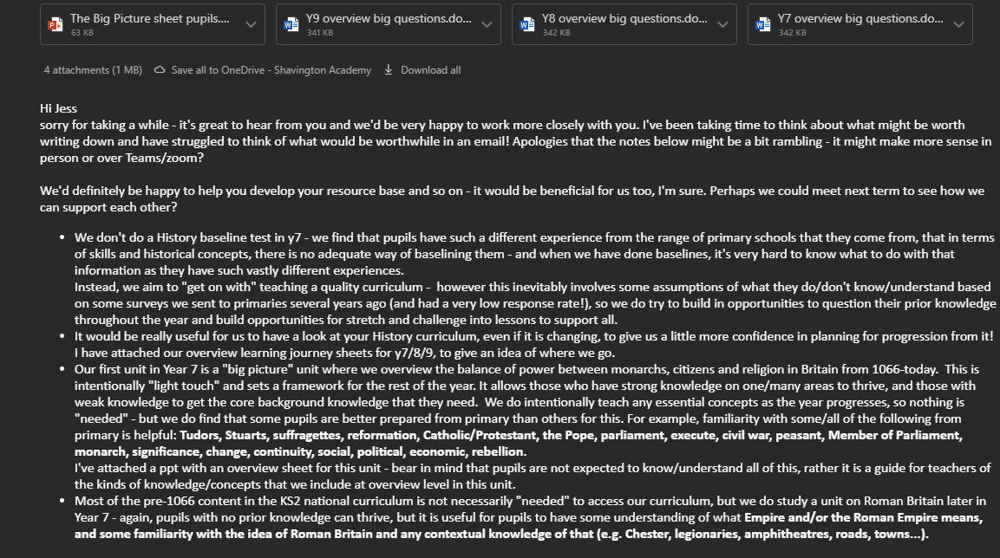 The Big Picture sheet pupils....
63 KB
Y9 overview big questions.do...
341 KB
Y8 overview big questions.do...
342 KB
Y7 overview big questions.do...
342 KB
4 attachments (1 MB) Save all to OneDrive - Shavington Academy Download all
Hi Jess
sorry for taking a while - it's great to hear from you and we'd be very happy to work more closely with you. I've been taking time to think about what might be worth
writing down and have struggled to think of what would be worthwhile in an email! Apologies that the notes below might be a bit rambling - it might make more sense in
person or over Teams/zoom?
We'd definitely be happy to help you develop your resource base and so on - it would be beneficial for us too, I'm sure. Perhaps we could meet next term to see how we
can support each other?
• We don't do a History baseline test in y7 - we find that pupils have such a different experience from the range of primary schools that they come from, that in terms
of skills and historical concepts, there is no adequate way of baselining them - and when we have done baselines, it's very hard to know what to do with that
information as they have such vastly different experiences.
Instead, we aim to "get on with" teaching a quality curriculum - however this inevitably involves some assumptions of what they do/don't know/understand based
on some surveys we sent to primaries several years ago (and had a very low response rate!), so we do try to build in opportunities to question their prior knowledge
throughout the year and build opportunities for stretch and challenge into lessons to support all.
• It would be really useful for us to have a look at your History curriculum, even if it is changing, to give us a little more confidence in planning for progression from it!
I have attached our overview learning journey sheets for y7/8/9, to give an idea of where we go.
• Our first unit in Year 7 is a "big picture" unit where we overview the balance of power between monarchs, citizens and religion in Britain from 1066-today. This is
intentionally "light touch" and sets a framework for the rest of the year. It allows those who have strong knowledge on one/many areas to thrive, and those with
weak knowledge to get the core background knowledge that they need. We do intentionally teach any essential concepts as the year progresses, so nothing is
"needed" - but we do find that some pupils are better prepared from primary than others for this. For example, familiarity with some/all of the following from
primary is helpful: Tudors, Stuarts, suffragettes, reformation, Catholic/Protestant, the Pope, parliament, execute, civil war, peasant, Member of Parliament,
monarch, significance, change, continuity, social, political, economic, rebellion.
I've attached a ppt with an overview sheet for this unit - bear in mind that pupils are not expected to know/understand all of this, rather it is a guide for teachers of
the kinds of knowledge/concepts that we include at overview level in this unit.
• Most of the pre-1066 content in the KS2 national curriculum is not necessarily "needed" to access our curriculum, but we do study a unit on Roman Britain later in
Year 7 - again, pupils with no prior knowledge can thrive, but it is useful for pupils to have some understanding of what Empire and/or the Roman Empire means,
and some familiarity with the idea of Roman Britain and any contextual knowledge of that (e.g. Chester, legionaries, amphitheatres, roads, towns...).